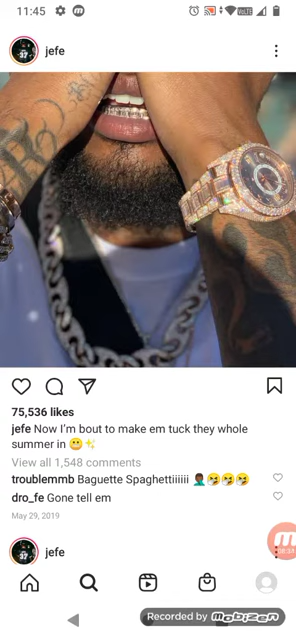 11:45
VoLTE
jefe
75,536 likes
jefe Now I'm bout to make em tuck they whole
summer in 😬✨
View all 1,548 comments
troublemmb Baguette Spaghettiiiiii 🤦🏿‍♂️🤧🤧🤧
dro_fe Gone tell em
May 29, 2019
jefe
Recorded by mobizen